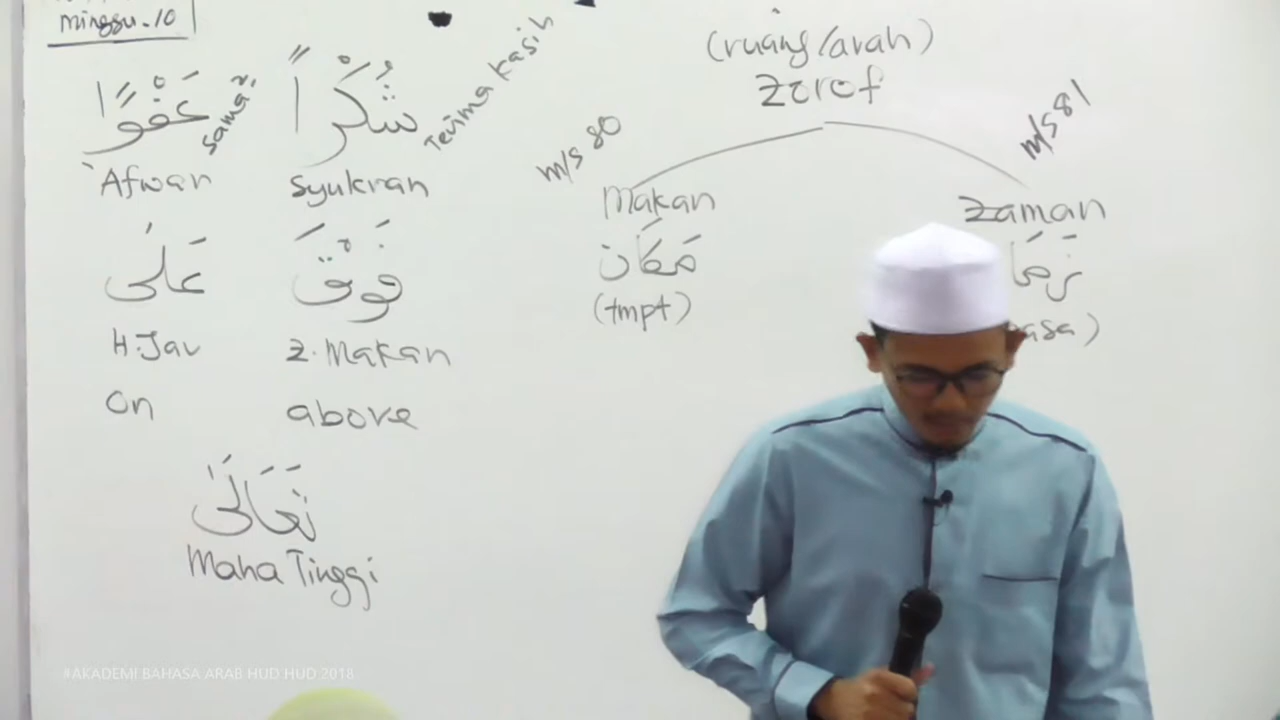 minggu.10
عَفْوًا
sama²
شُكْرًا
Terima kasih
`Afwan
syukran
عَلَى
فَوْقَ
H.Jar
z.Makan
on
above
تَعَالَى
Maha Tinggi
(ruang/arah)
zorof
m/s 80
m/s 81
Makan
zaman
مَكَان
زَمَا
(tmpt)
asa)
#AKADEMI BAHASA ARAB HUD HUD 2018